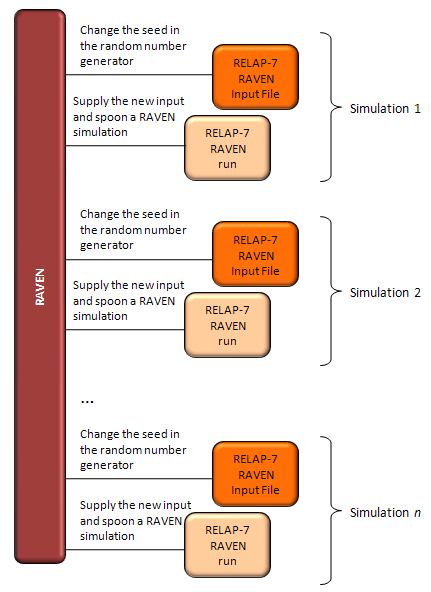 RAVEN
Change the seed in
the random number
generator
RELAP-7
RAVEN
Input File
Supply the new input
and spoon a RAVEN
simulation
RELAP-7
RAVEN
run
Simulation 1
Change the seed in
the random number
generator
RELAP-7
RAVEN
Input File
Supply the new input
and spoon a RAVEN
simulation
RELAP-7
RAVEN
run
Simulation 2
...
Change the seed in
the random number
generator
RELAP-7
RAVEN
Input File
Supply the new input
and spoon a RAVEN
simulation
RELAP-7
RAVEN
run
Simulation n